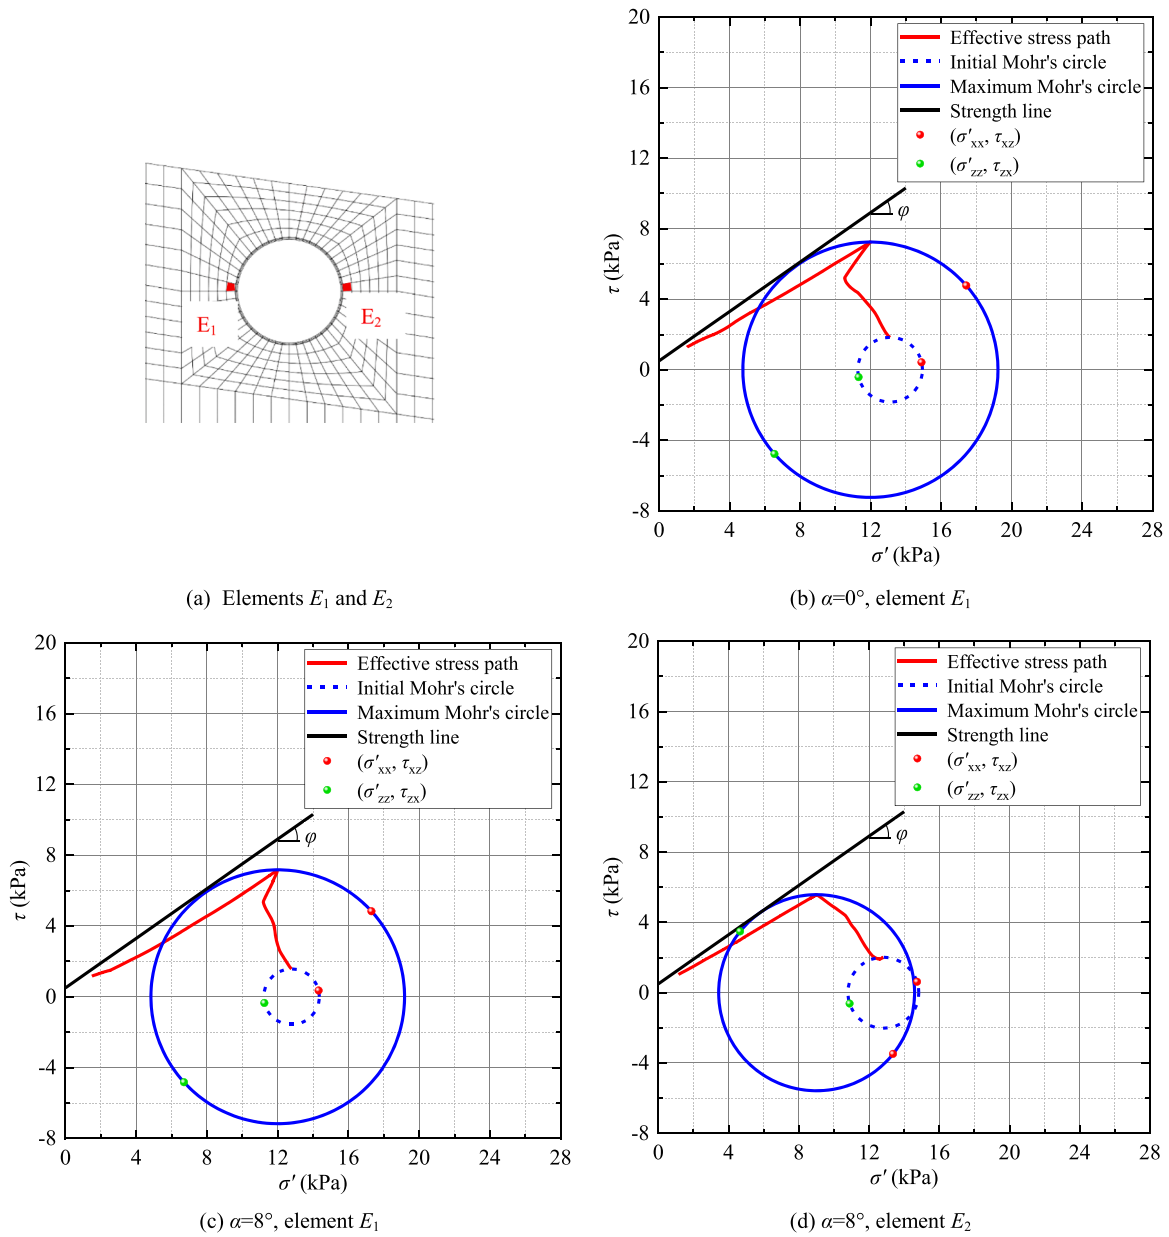 E1
E2
(a) Elements E1 and E2
Effective stress path
Initial Mohr's circle
Maximum Mohr's circle
Strength line
(σ′xx, τxz)
(σ′zz, τzx)
φ
20
16
12
8
4
0
-4
-8
τ (kPa)
0 4 8 12 16 20 24 28
σ′ (kPa)
(b) α=0°, element E1
Effective stress path
Initial Mohr's circle
Maximum Mohr's circle
Strength line
(σ′xx, τxz)
(σ′zz, τzx)
φ
20
16
12
8
4
0
-4
-8
τ (kPa)
0 4 8 12 16 20 24 28
σ′ (kPa)
(c) α=8°, element E1
Effective stress path
Initial Mohr's circle
Maximum Mohr's circle
Strength line
(σ′xx, τxz)
(σ′zz, τzx)
φ
20
16
12
8
4
0
-4
-8
τ (kPa)
0 4 8 12 16 20 24 28
σ′ (kPa)
(d) α=8°, element E2